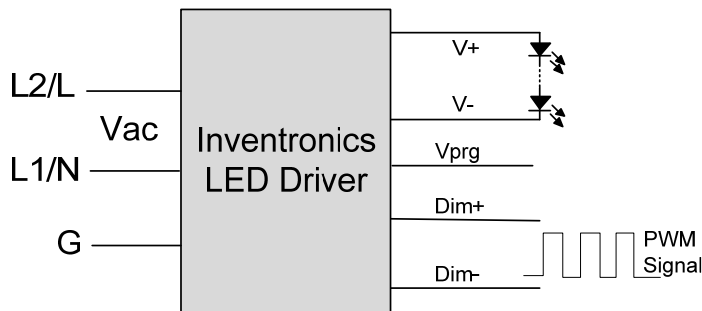 L2/L
Vac
L1/N
G
Inventronics
LED Driver
V+
V-
Vprg
Dim+
Dim-
PWM
Signal